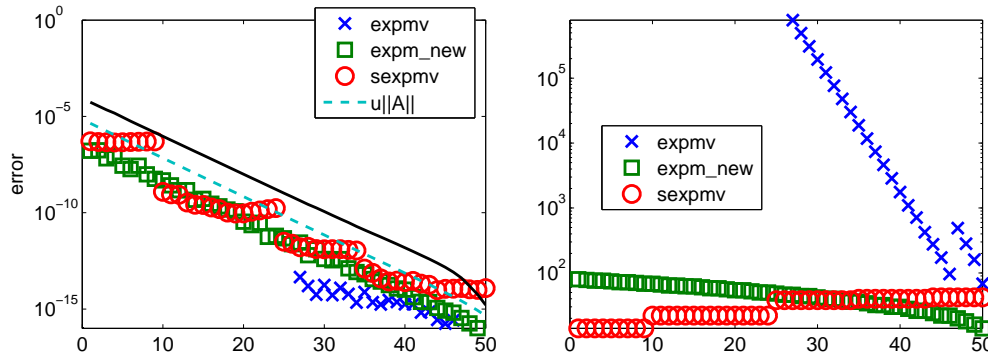 error
10^0
10^-5
10^-10
10^-15
0 10 20 30 40 50
expmv
expm_new
sexpmv
u||A||
10^5
10^4
10^3
10^2
10 20 30 40 50
expmv
expm_new
sexpmv